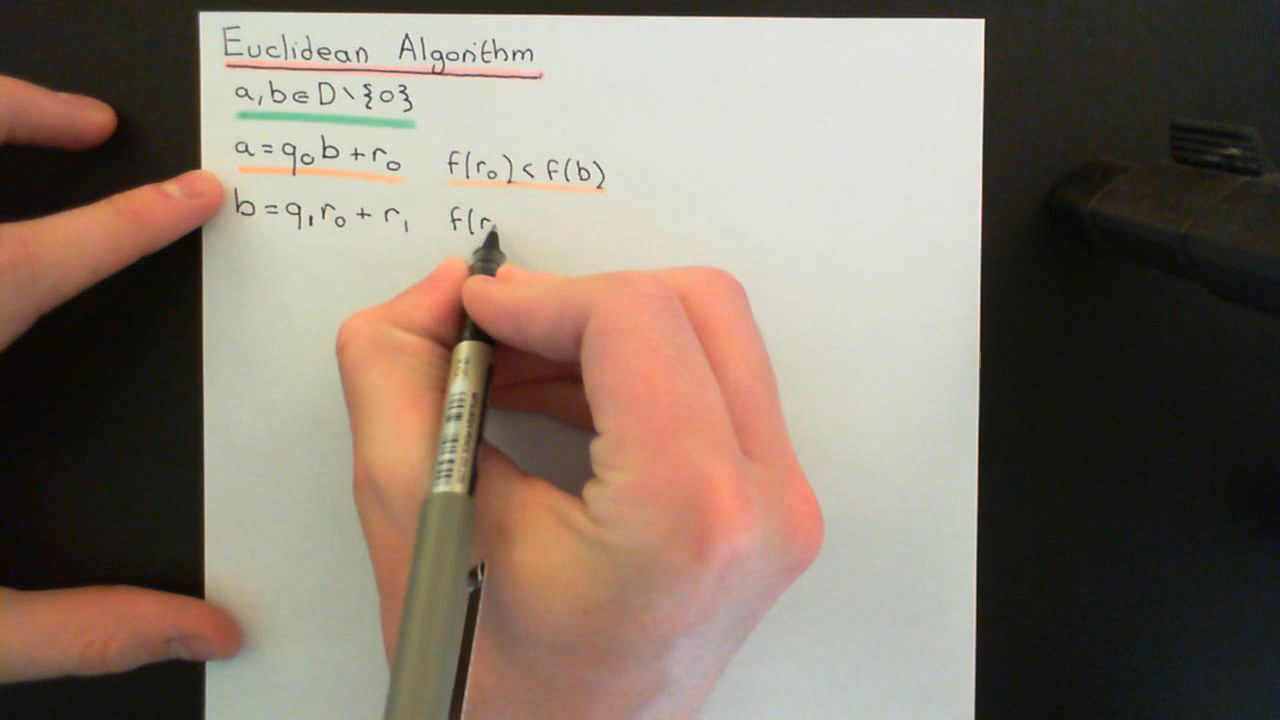 Euclidean Algorithm
a, b ∈ D \ {0}
a = q₀b + r₀ f(r₀) < f(b)
b = q₁r₀ + r₁ f(r